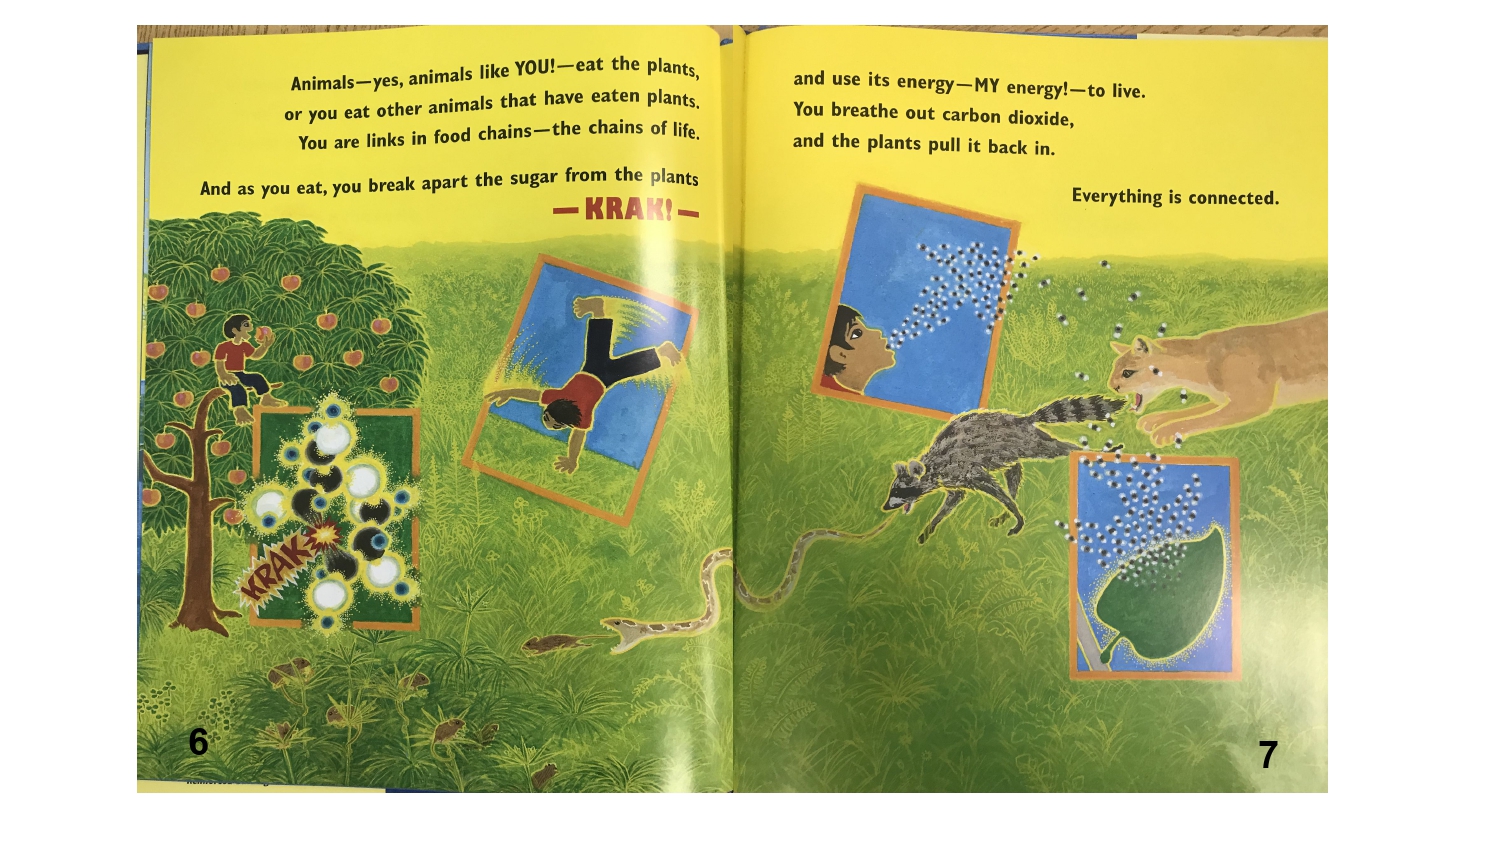 Animals—yes, animals like YOU!—eat the plants,
or you eat other animals that have eaten plants.
You are links in food chains—the chains of life.
And as you eat, you break apart the sugar from the plants
—KRAK!—
KRAK!
6
and use its energy—MY energy!—to live.
You breathe out carbon dioxide,
and the plants pull it back in.
Everything is connected.
7